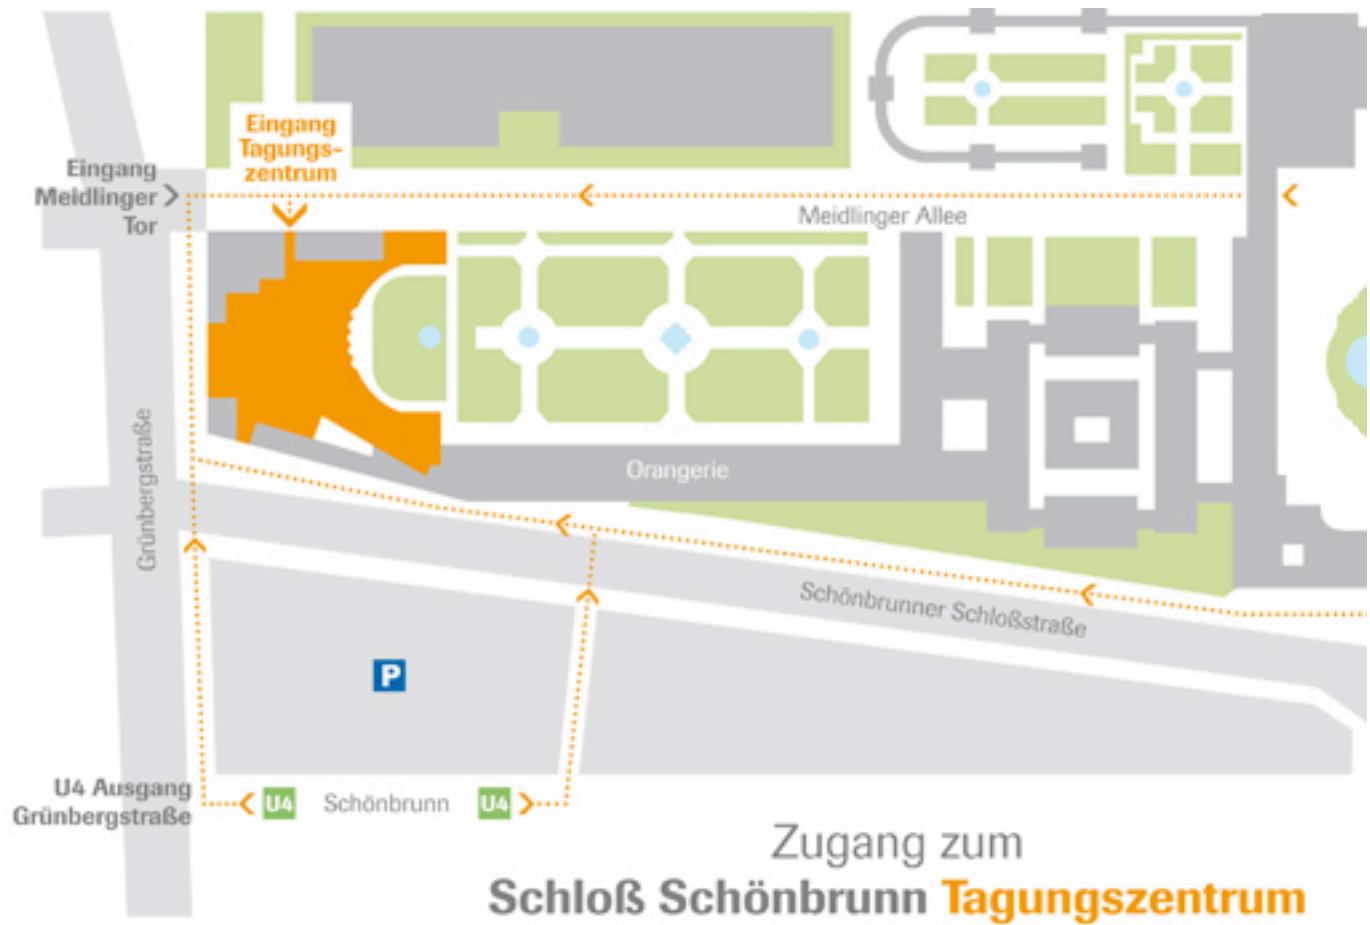 Eingang
Tagungs-
zentrum
Eingang
Meidlinger
Tor
Meidlinger Allee
Grünbergstraße
Orangerie
Schönbrunner Schloßstraße
P
U4 Ausgang
Grünbergstraße
U4 Schönbrunn U4
Zugang zum
Schloß Schönbrunn Tagungszentrum